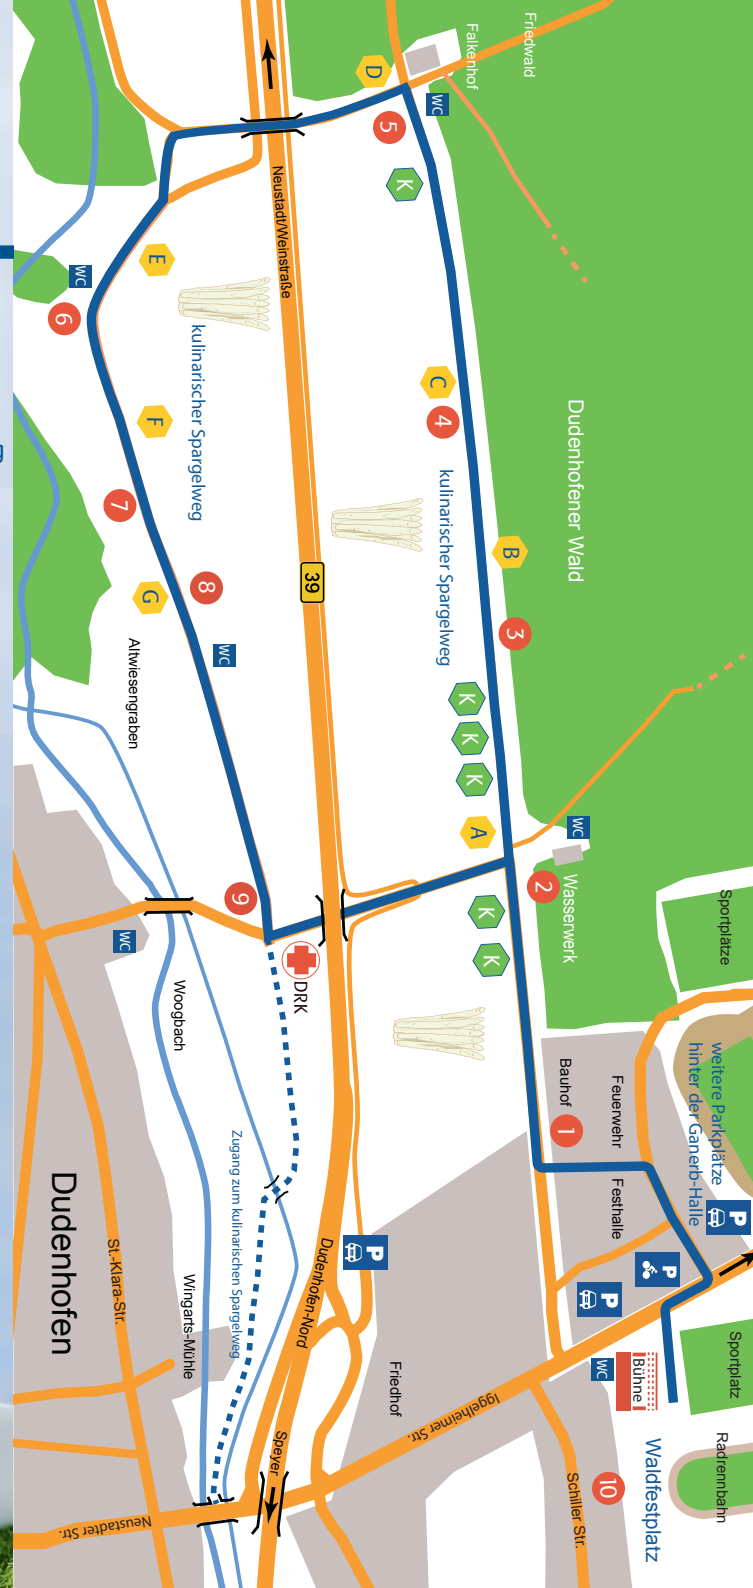 Friedwald
Falkenhof
WC
D
5
K
Neustadt/Weinstraße
E
WC
6
kulinarischer Spargelweg
F
7
8
G
WC
Altwiesengraben
39
C
4
kulinarischer Spargelweg
Dudenhofener Wald
B
3
K
K
K
A
WC
2
Wasserwerk
K
K
9
DRK
WC
Woogbach
Sportplätze
weitere Parkplätze
hinter der Ganerb-Halle
Feuerwehr
Bauhof
1
Festhalle
P
P
P
P
Zugang zum kulinarischen Spargelweg
Dudenhofen-Nord
Dudenhofen
St.-Klara-Str.
Wingarts-Mühle
Friedhof
Iggelheimer Str.
Speyer
Neustadter Str.
WC
Bühne
Sportplatz
Waldfestplatz
Radrennbahn
10
Schiller Str.